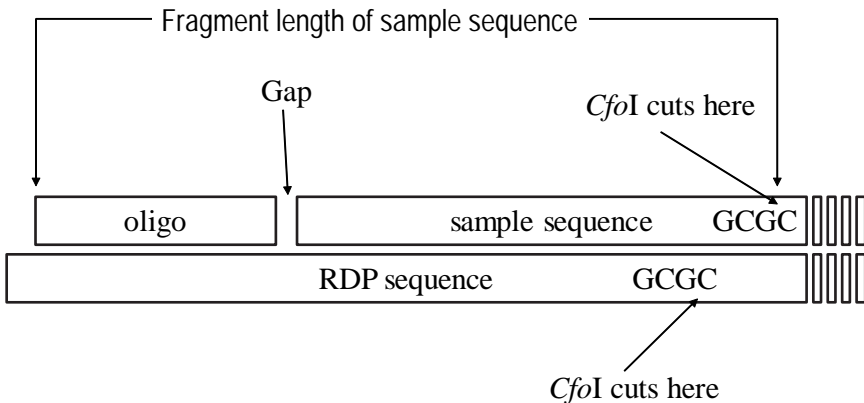 Fragment length of sample sequence
Gap
CfoI cuts here
oligo
sample sequence
GCGC
RDP sequence
GCGC
CfoI cuts here